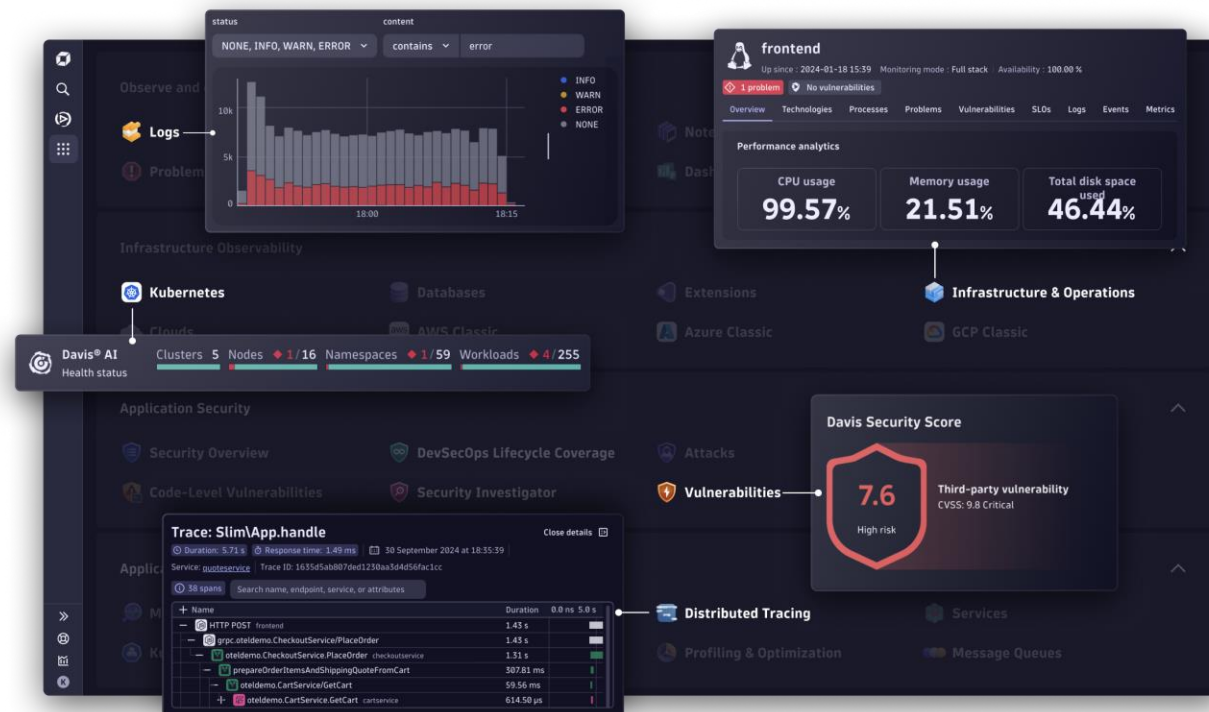 status
content
NONE, INFO, WARN, ERROR
contains
error
10k
5k
0
18:00
18:15
INFO
WARN
ERROR
NONE
frontend
Up since : 2024-01-18 15:39 Monitoring mode : Full stack Availability : 100.00 %
1 problem
No vulnerabilities
Overview Technologies Processes Problems Vulnerabilities SLOs Logs Events Metrics
Performance analytics
CPU usage
99.57%
Memory usage
21.51%
Total disk space
used
46.44%
Observe and
Logs
Problem
Infrastructure Observability
Kubernetes
Databases
Extensions
Infrastructure & Operations
Clouds
AWS Classic
Azure Classic
GCP Classic
Davis® AI
Health status
Clusters 5 Nodes 1/16 Namespaces 1/59 Workloads 4/255
Application Security
Security Overview
DevSecOps Lifecycle Coverage
Attacks
Code-Level Vulnerabilities
Security Investigator
Vulnerabilities
Davis Security Score
7.6
High risk
Third-party vulnerability
CVSS: 9.8 Critical
Trace: Slim\App.handle
Close details
Duration: 5.71 s Response time: 1.49 ms 30 September 2024 at 18:35:39
Service: quoteservice Trace ID: 1635d5ab807ded1230aa3d4d56fac1cc
38 spans
Search name, endpoint, service, or attributes
Name Duration 0.0 ns 5.0 s
HTTP POST frontend 1.43 s
grpc.oteldemo.CheckoutService/PlaceOrder 1.43 s
oteldemo.CheckoutService.PlaceOrder checkoutservice 1.31 s
prepareOrderItemsAndShippingQuoteFromCart 307.81 ms
oteldemo.CartService/GetCart 59.56 ms
oteldemo.CartService.GetCart cartservice 614.50 µs
Distributed Tracing
Services
Profiling & Optimization
Message Queues